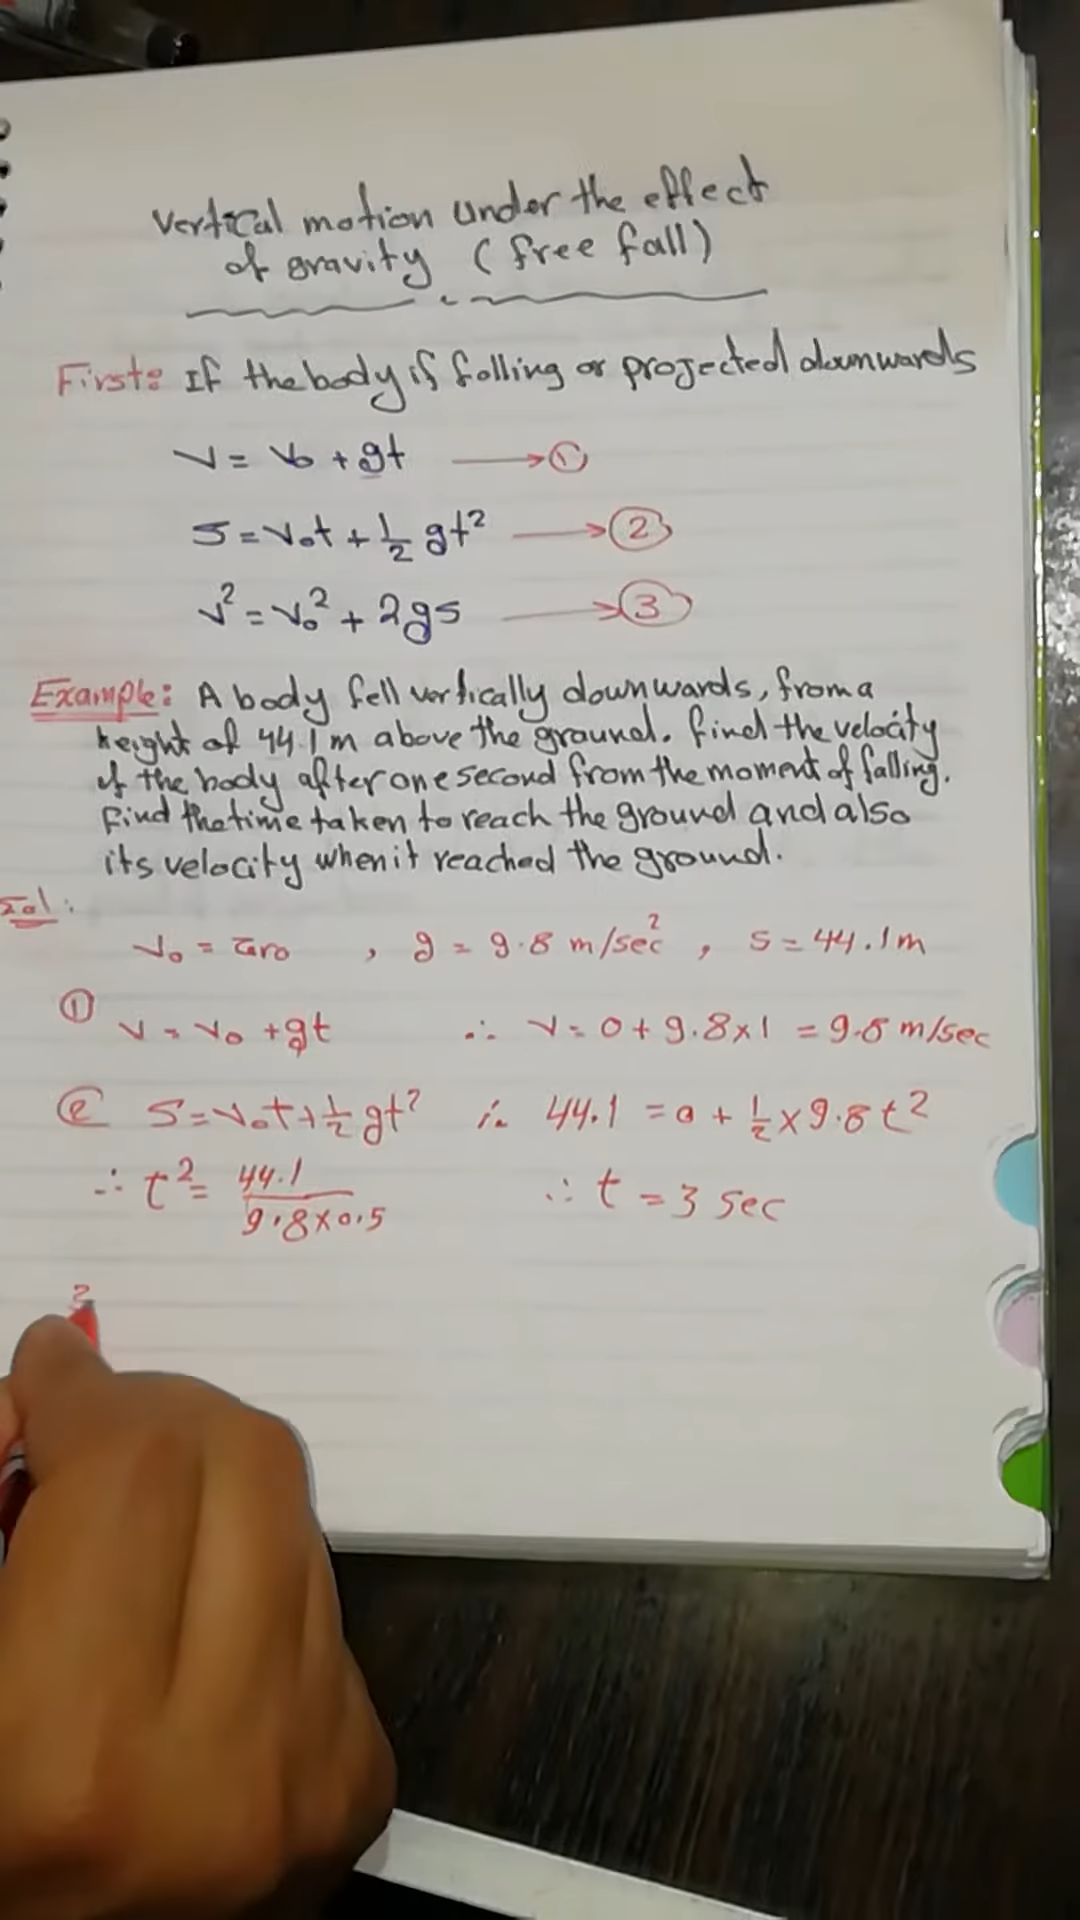 Vertical motion under the effect
of gravity (free fall)
First: If the body is falling or projected downwards
V = V₀ + gt → ①
S = V₀t + ½ gt² → ②
V² = V₀² + 2gs → ③
Example: A body fell vertically downwards, from a
height of 44.1m above the ground. find the velocity
of the body after one second from the moment of falling.
Find the time taken to reach the ground and also
its velocity when it reached the ground.
Sol:
V₀ = zero , g = 9.8 m/sec² , S = 44.1m
① V = V₀ + gt ∴ V = 0 + 9.8×1 = 9.8 m/sec
② S = V₀t + ½ gt² ∴ 44.1 = 0 + ½ × 9.8 t²
∴ t² = 44.1 / 9.8×0.5 ∴ t = 3 sec